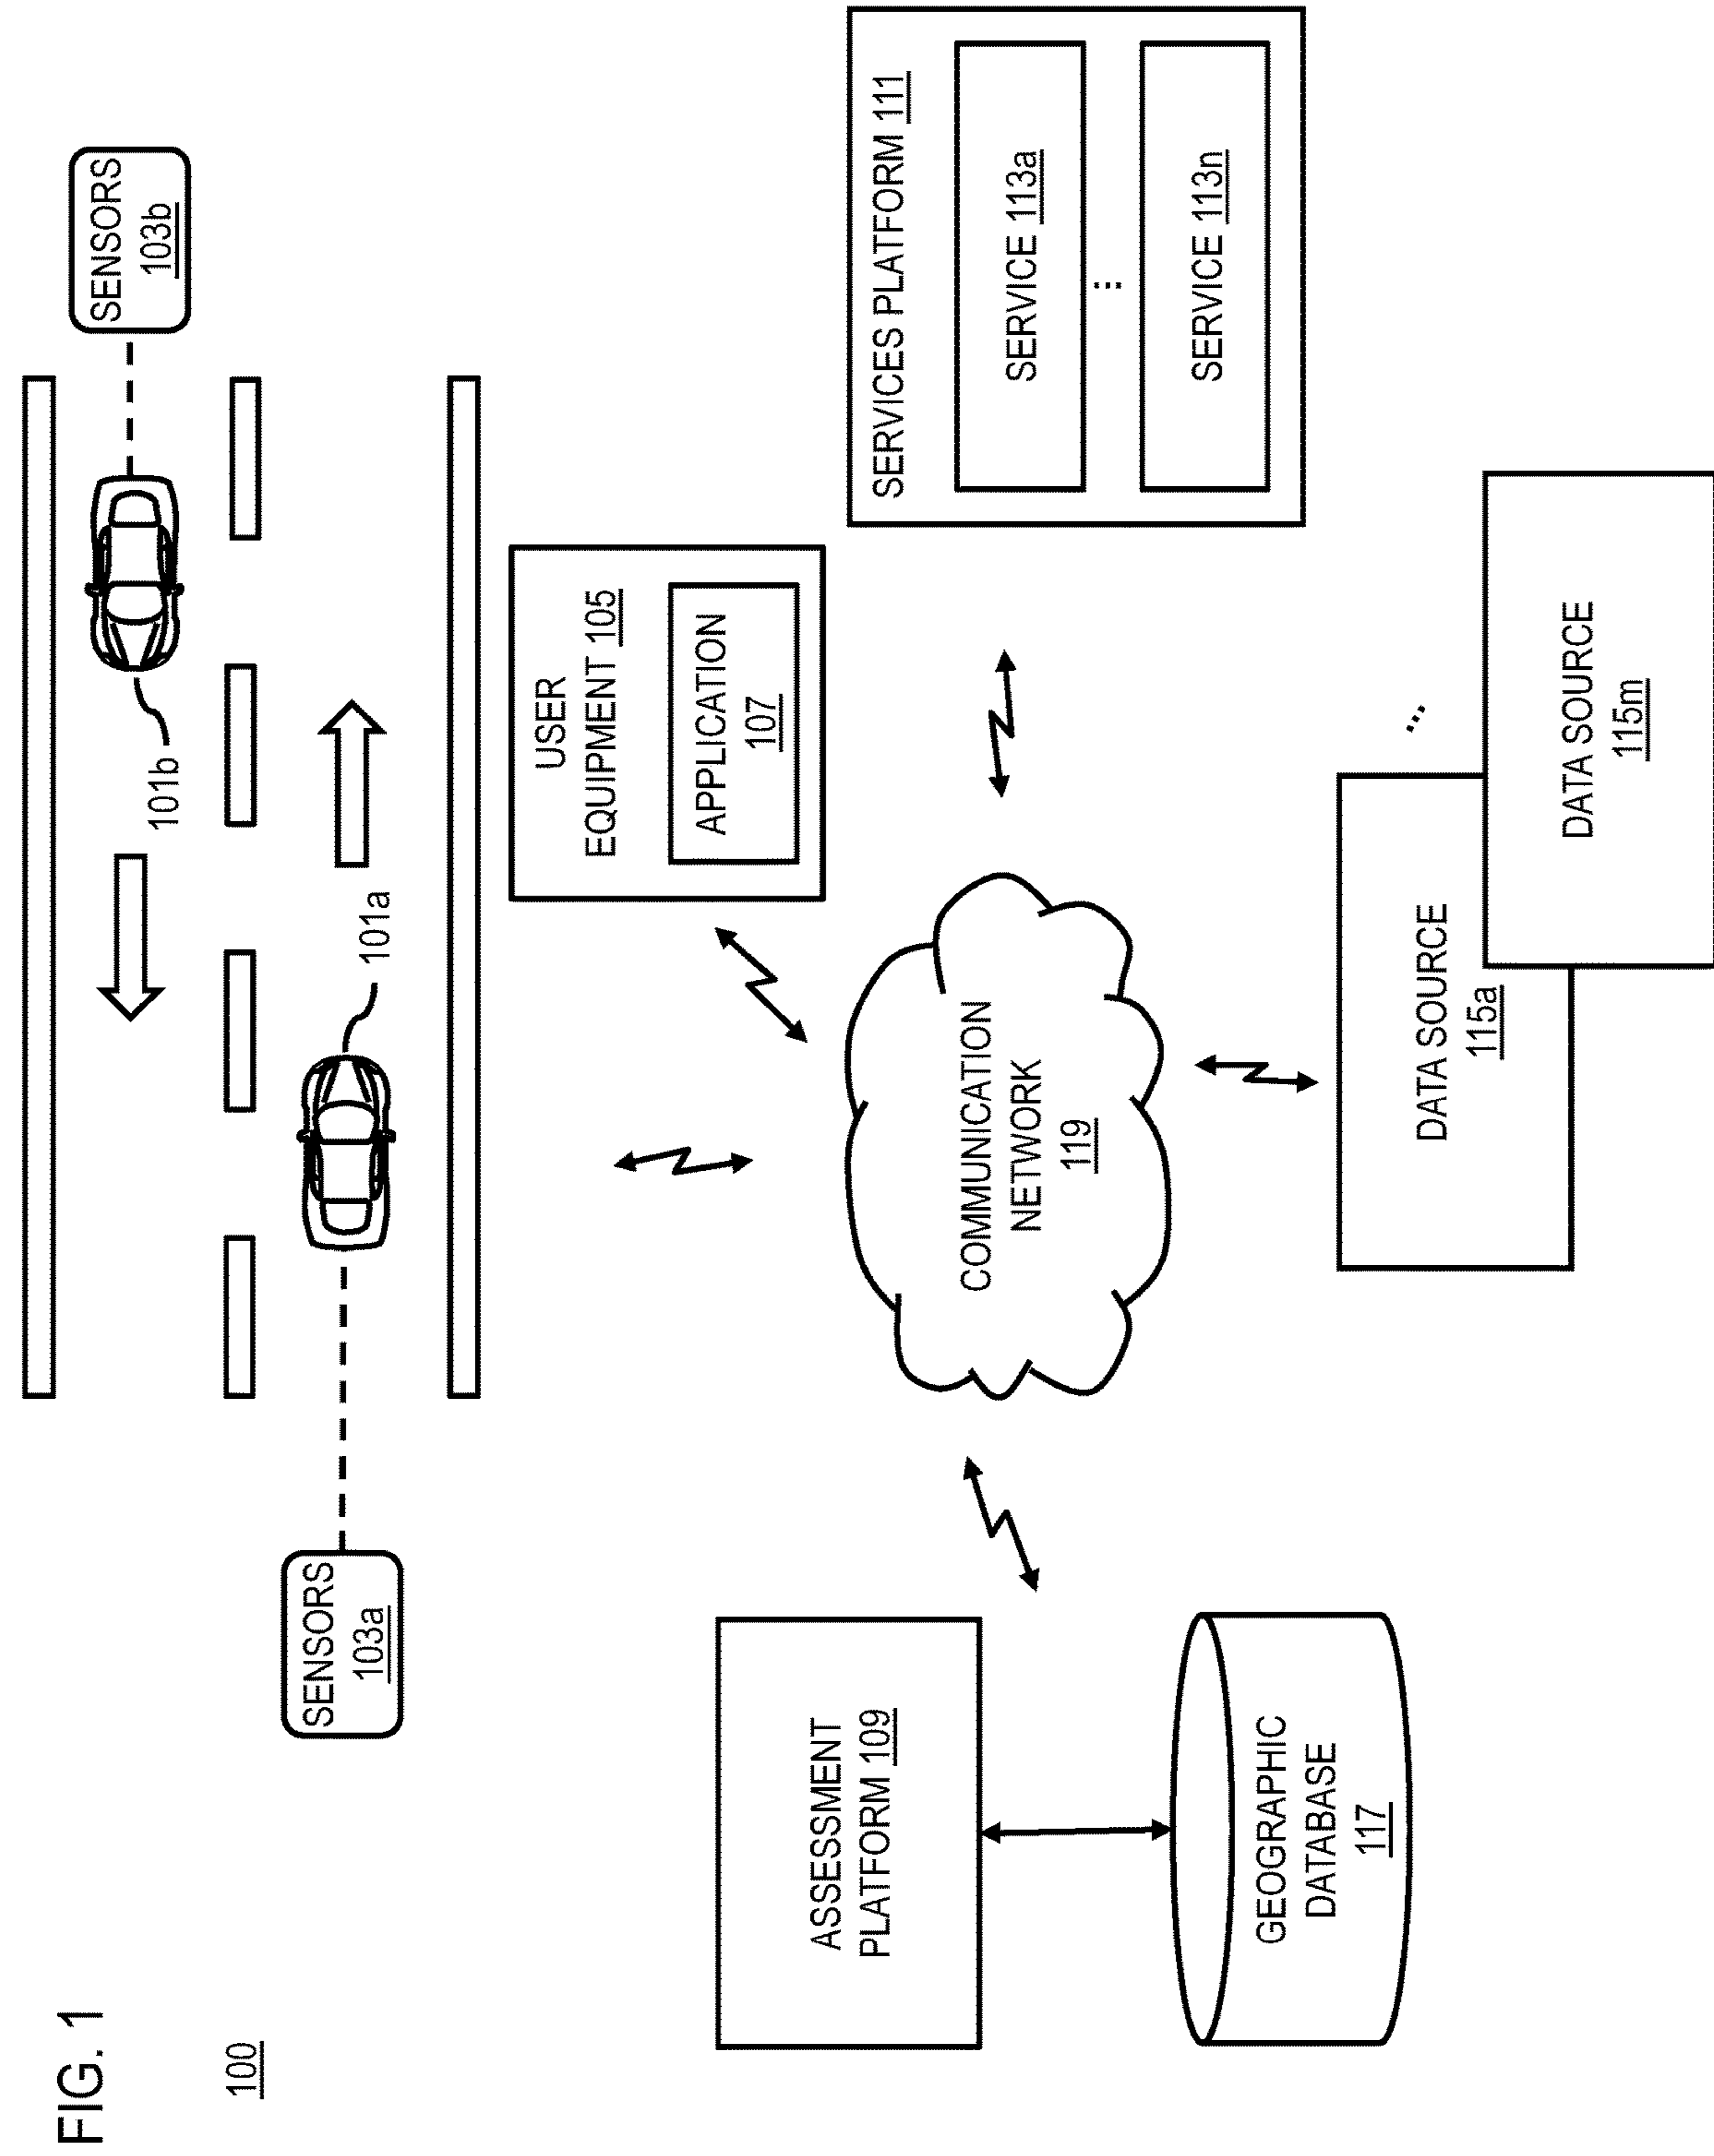 FIG. 1
100
SENSORS
103b
101b
101a
SENSORS
103a
USER
EQUIPMENT 105
APPLICATION
107
SERVICES PLATFORM 111
SERVICE 113a
...
SERVICE 113n
ASSESSMENT
PLATFORM 109
COMMUNICATION
NETWORK
119
GEOGRAPHIC
DATABASE
117
DATA SOURCE
115a
...
DATA SOURCE
115m